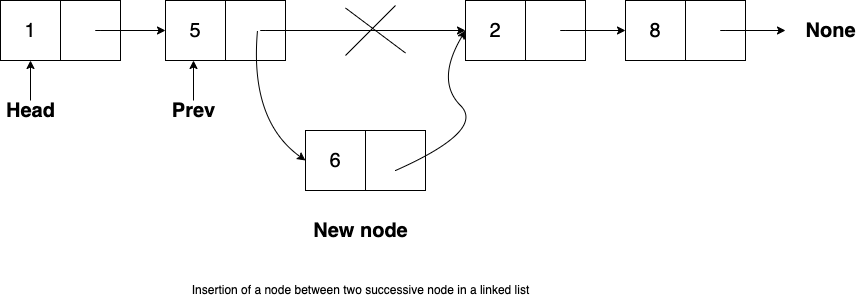 1
5
2
8
None
Head
Prev
6
New node
Insertion of a node between two successive node in a linked list